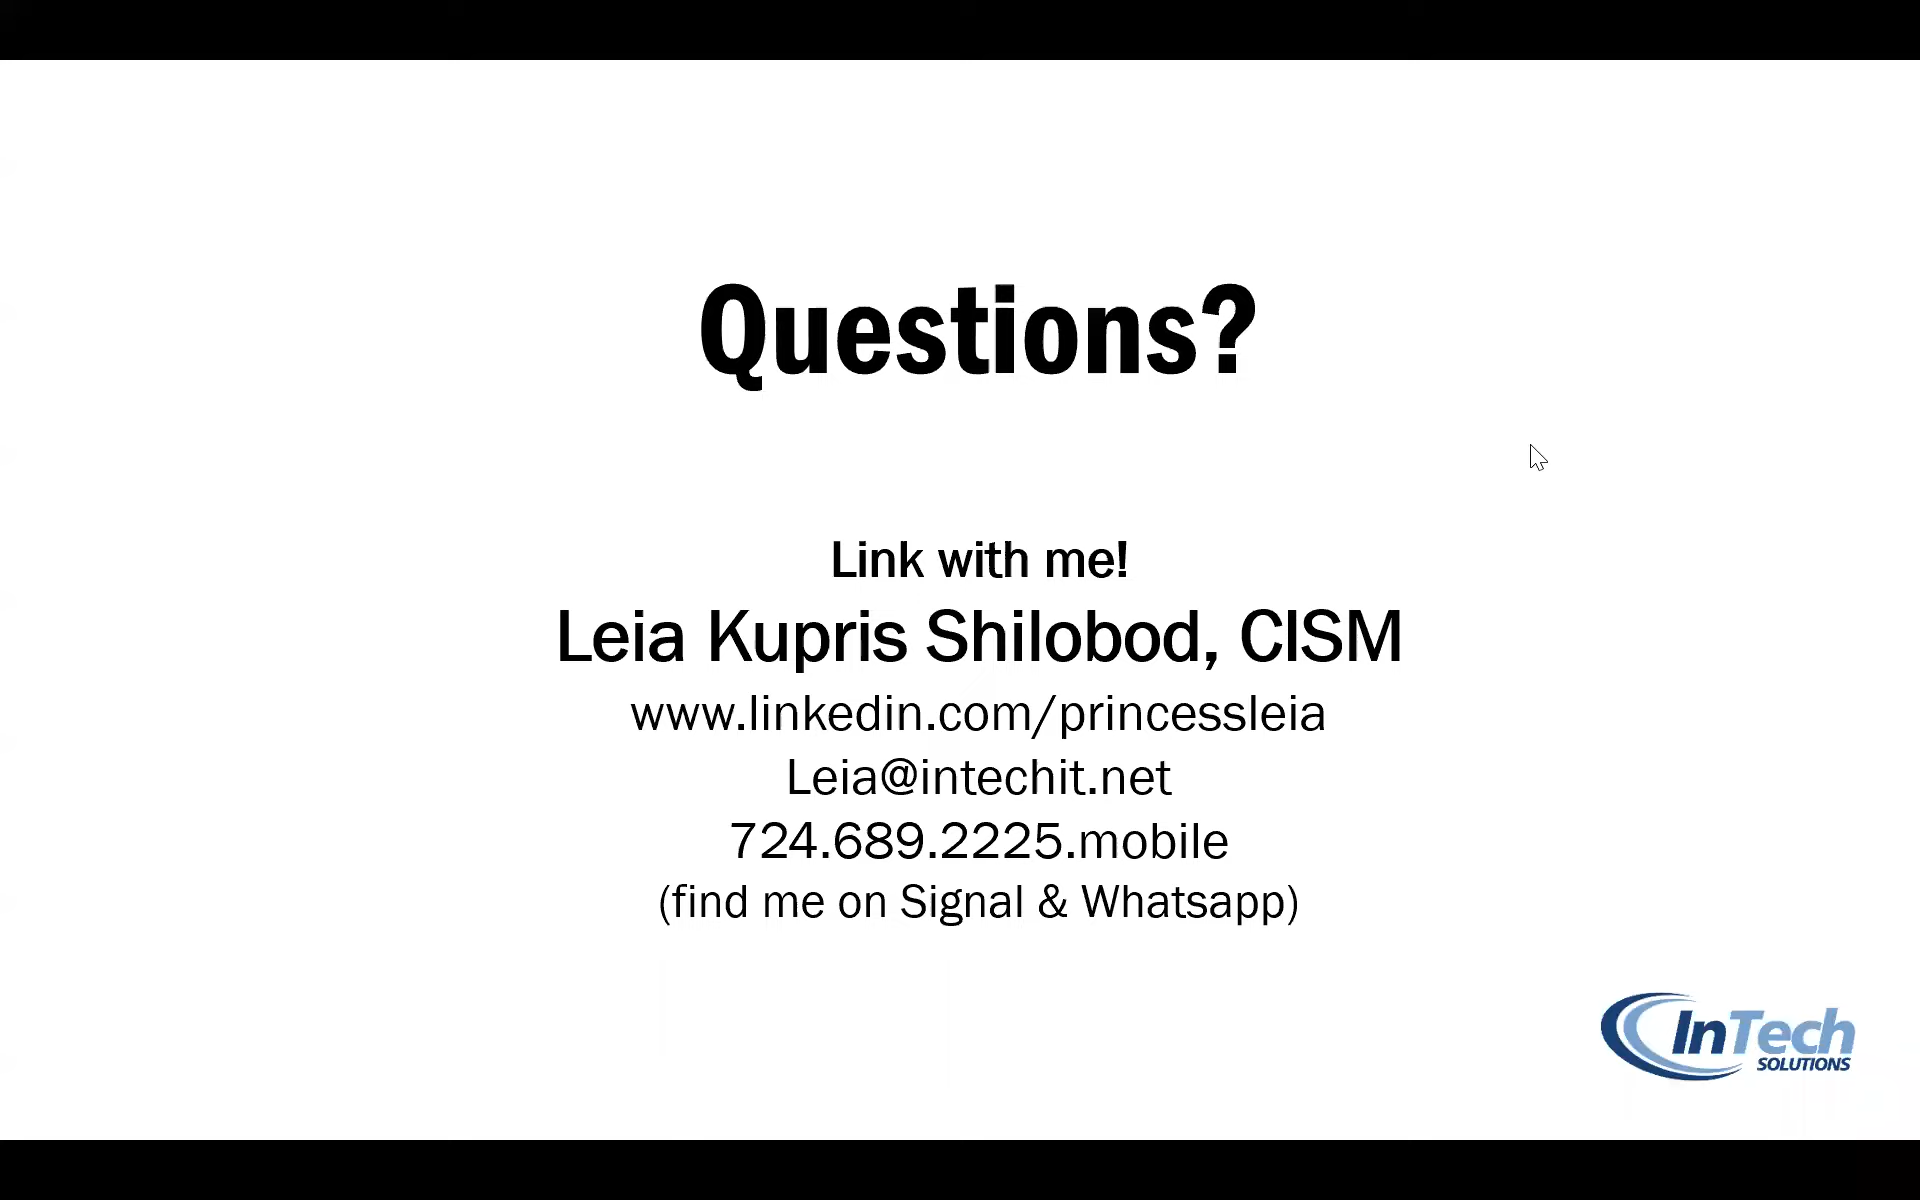 Questions?
Link with me!
Leia Kupris Shilobod, CISM
www.linkedin.com/princessleia
Leia@intechit.net
724.689.2225.mobile
(find me on Signal & Whatsapp)
InTech
SOLUTIONS